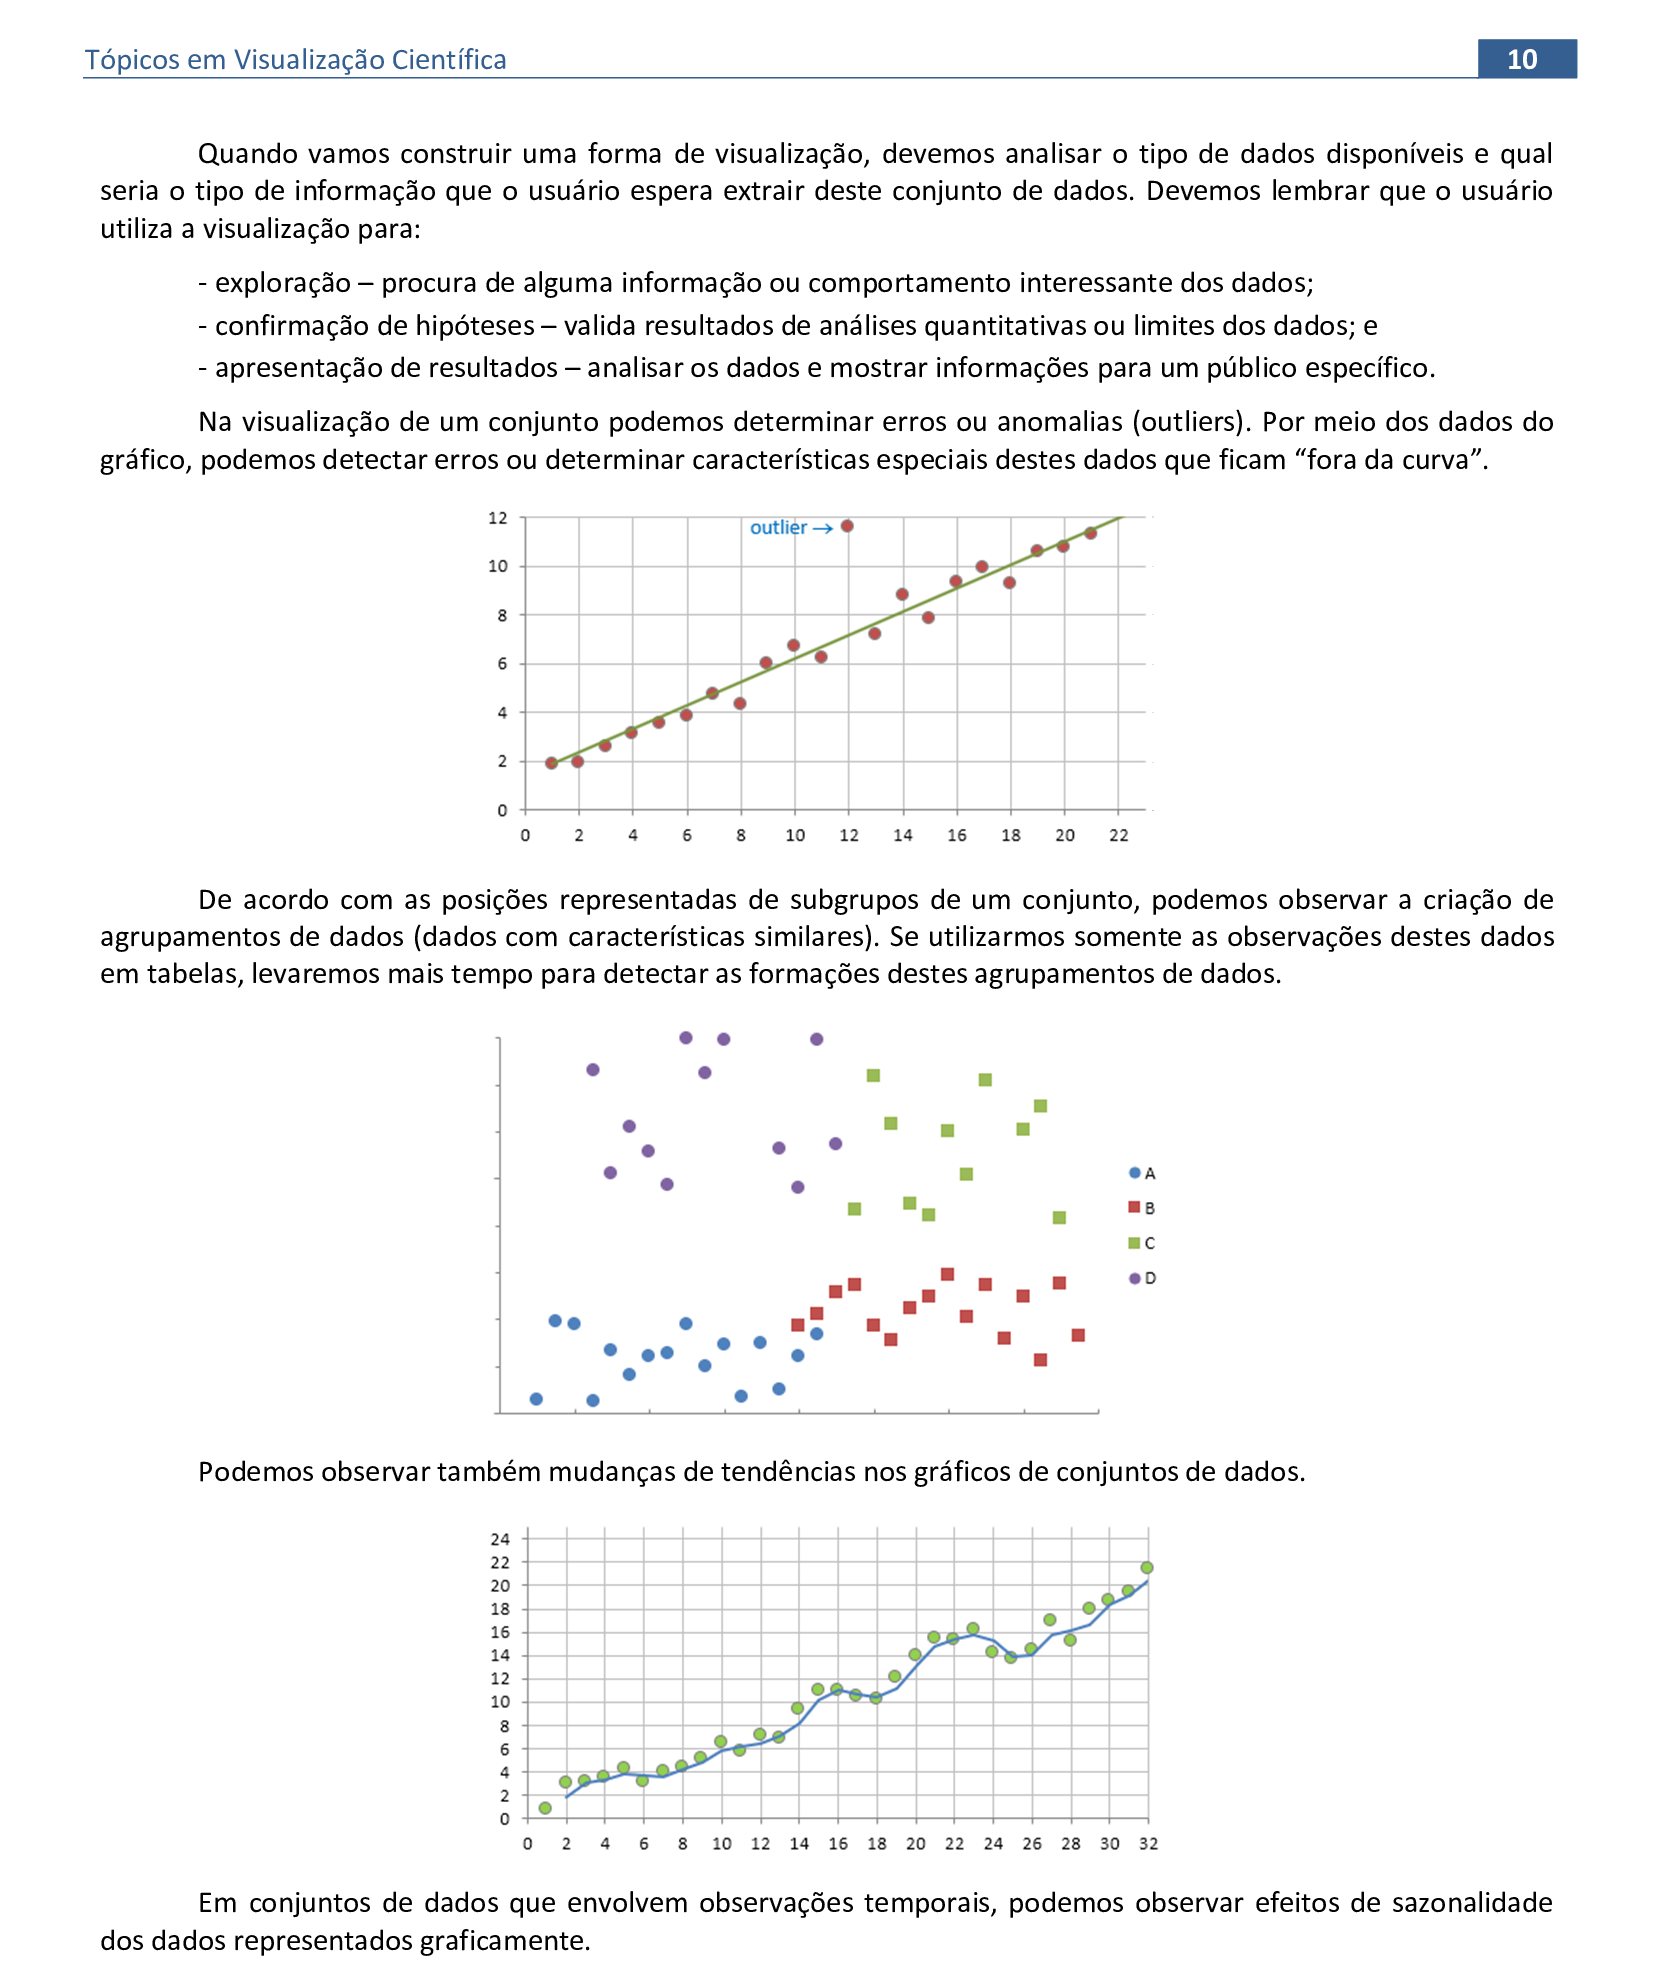 Tópicos em Visualização Científica 10
Quando vamos construir uma forma de visualização, devemos analisar o tipo de dados disponíveis e qual
seria o tipo de informação que o usuário espera extrair deste conjunto de dados. Devemos lembrar que o usuário
utiliza a visualização para:
- exploração – procura de alguma informação ou comportamento interessante dos dados;
- confirmação de hipóteses – valida resultados de análises quantitativas ou limites dos dados; e
- apresentação de resultados – analisar os dados e mostrar informações para um público específico.
Na visualização de um conjunto podemos determinar erros ou anomalias (outliers). Por meio dos dados do
gráfico, podemos detectar erros ou determinar características especiais destes dados que ficam “fora da curva”.
12
outlier →
10
8
6
4
2
0
0 2 4 6 8 10 12 14 16 18 20 22
De acordo com as posições representadas de subgrupos de um conjunto, podemos observar a criação de
agrupamentos de dados (dados com características similares). Se utilizarmos somente as observações destes dados
em tabelas, levaremos mais tempo para detectar as formações destes agrupamentos de dados.
A
B
C
D
Podemos observar também mudanças de tendências nos gráficos de conjuntos de dados.
24
22
20
18
16
14
12
10
8
6
4
2
0
0 2 4 6 8 10 12 14 16 18 20 22 24 26 28 30 32
Em conjuntos de dados que envolvem observações temporais, podemos observar efeitos de sazonalidade
dos dados representados graficamente.